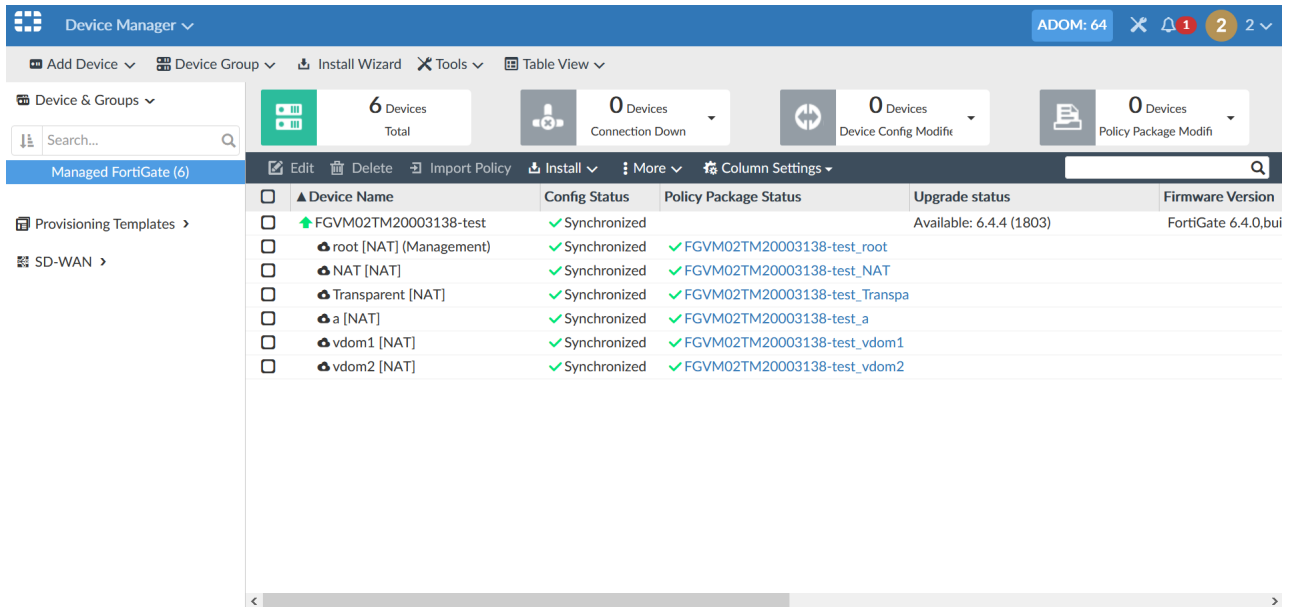 Device Manager ADOM: 64 1 2 2
Add Device Device Group Install Wizard Tools Table View
Device & Groups
6 Devices
Total
0 Devices
Connection Down
0 Devices
Device Config Modifie
0 Devices
Policy Package Modifi
Search...
Managed FortiGate (6)
Provisioning Templates
SD-WAN
Edit Delete Import Policy Install More Column Settings
Device Name Config Status Policy Package Status Upgrade status Firmware Version
FGVM02TM20003138-test Synchronized Available: 6.4.4 (1803) FortiGate 6.4.0,bui
root [NAT] (Management) Synchronized FGVM02TM20003138-test_root
NAT [NAT] Synchronized FGVM02TM20003138-test_NAT
Transparent [NAT] Synchronized FGVM02TM20003138-test_Transpa
a [NAT] Synchronized FGVM02TM20003138-test_a
vdom1 [NAT] Synchronized FGVM02TM20003138-test_vdom1
vdom2 [NAT] Synchronized FGVM02TM20003138-test_vdom2